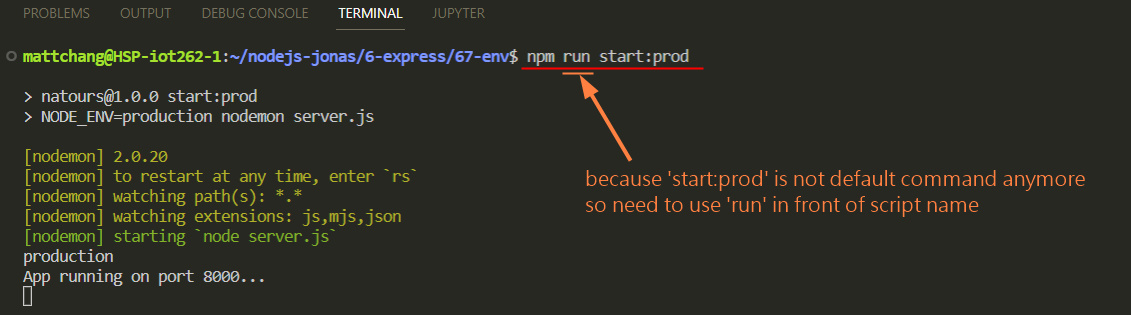 PROBLEMS OUTPUT DEBUG CONSOLE TERMINAL JUPYTER
mattchang@HSP-iot262-1:~/nodejs-jonas/6-express/67-env$ npm run start:prod
> natours@1.0.0 start:prod
> NODE_ENV=production nodemon server.js
[nodemon] 2.0.20
[nodemon] to restart at any time, enter `rs`
[nodemon] watching path(s): *.*
[nodemon] watching extensions: js,mjs,json
[nodemon] starting `node server.js`
production
App running on port 8000...
because 'start:prod' is not default command anymore
so need to use 'run' in front of script name